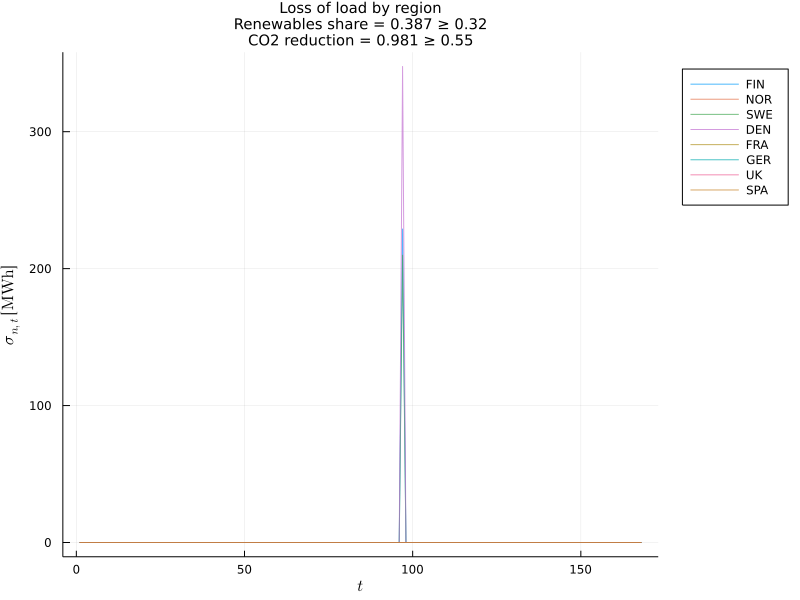 Loss of load by region
Renewables share = 0.387 ≥ 0.32
CO2 reduction = 0.981 ≥ 0.55
FIN
NOR
SWE
DEN
FRA
GER
UK
SPA
300
200
100
0
σn,t [MWh]
0 50 100 150
t